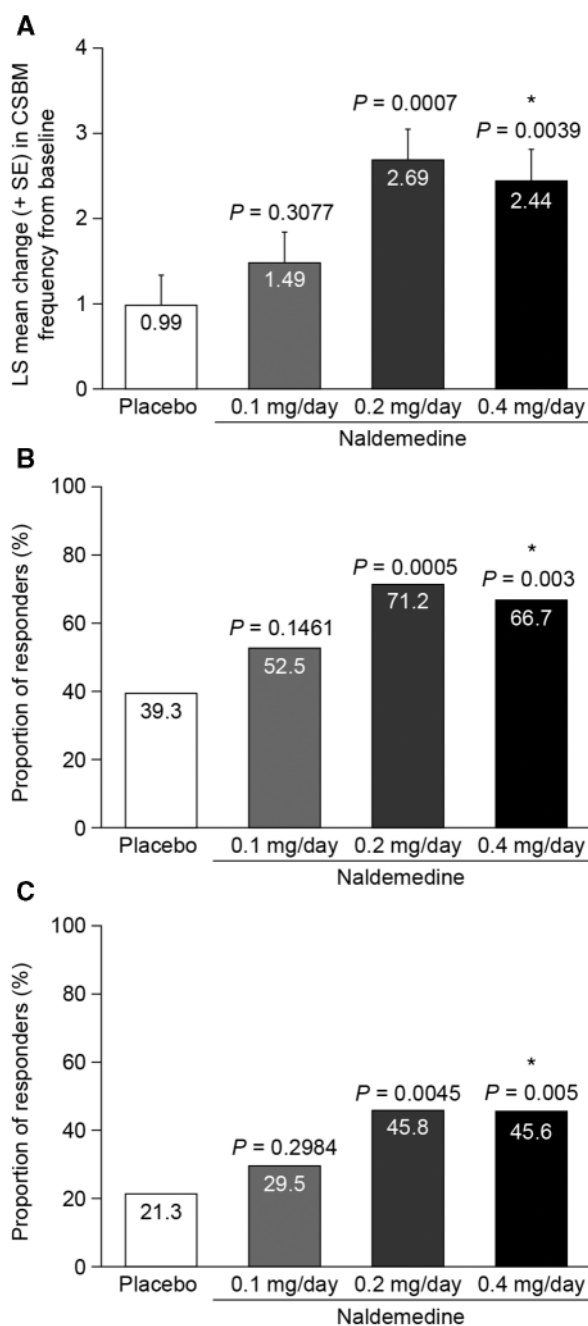 A
LS mean change (+ SE) in CSBM
frequency from baseline
4
3
2
1
0
P = 0.0007
*
P = 0.0039
P = 0.3077
2.69
2.44
1.49
0.99
Placebo
0.1 mg/day
0.2 mg/day
0.4 mg/day
Naldemedine
B
Proportion of responders (%)
100
80
60
40
20
0
*
P = 0.0005
P = 0.003
P = 0.1461
71.2
66.7
52.5
39.3
Placebo
0.1 mg/day
0.2 mg/day
0.4 mg/day
Naldemedine
C
Proportion of responders (%)
100
80
60
40
20
0
*
P = 0.0045
P = 0.005
P = 0.2984
45.8
45.6
29.5
21.3
Placebo
0.1 mg/day
0.2 mg/day
0.4 mg/day
Naldemedine